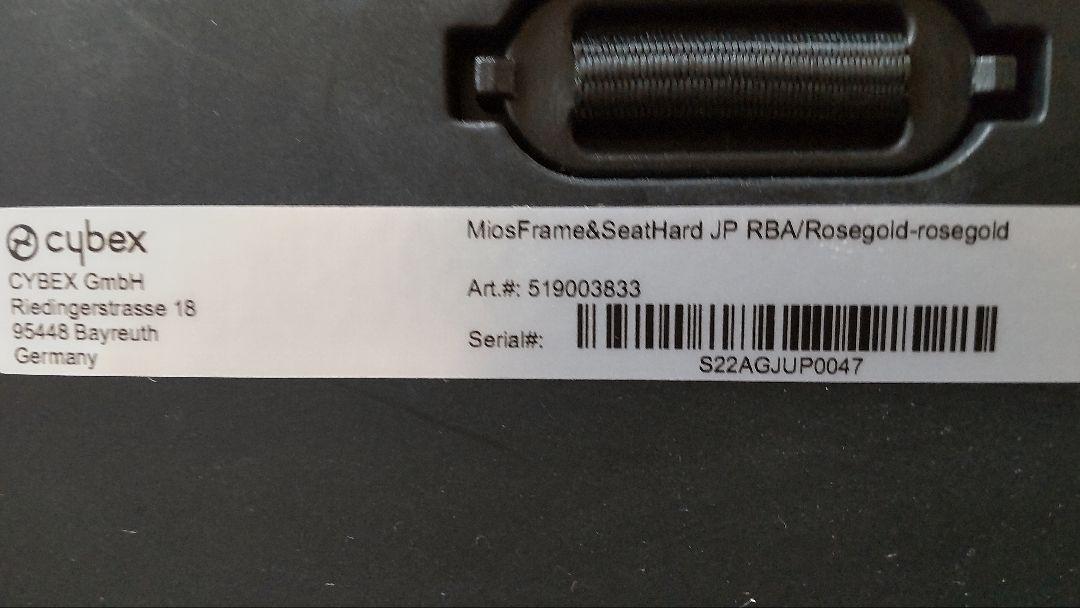 cybex
CYBEX GmbH
Riedingerstrasse 18
95448 Bayreuth
Germany
MiosFrame&SeatHard JP RBA/Rosegold-rosegold
Art.#: 519003833
Serial#:
S22AGJUP0047